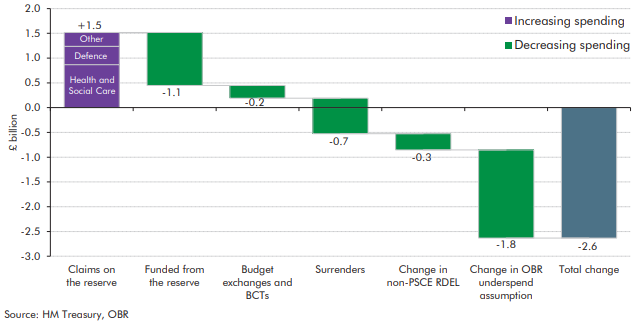 2.0
1.5
1.0
0.5
0.0
-0.5
-1.0
-1.5
-2.0
-2.5
-3.0
£ billion
Increasing spending
Decreasing spending
+1.5
Other
Defence
Health and
Social Care
-1.1
-0.2
-0.7
-0.3
-1.8
-2.6
Claims on
the reserve
Funded from
the reserve
Budget
exchanges and
BCTs
Surrenders
Change in
non-PSCE RDEL
Change in OBR
underspend
assumption
Total change
Source: HM Treasury, OBR